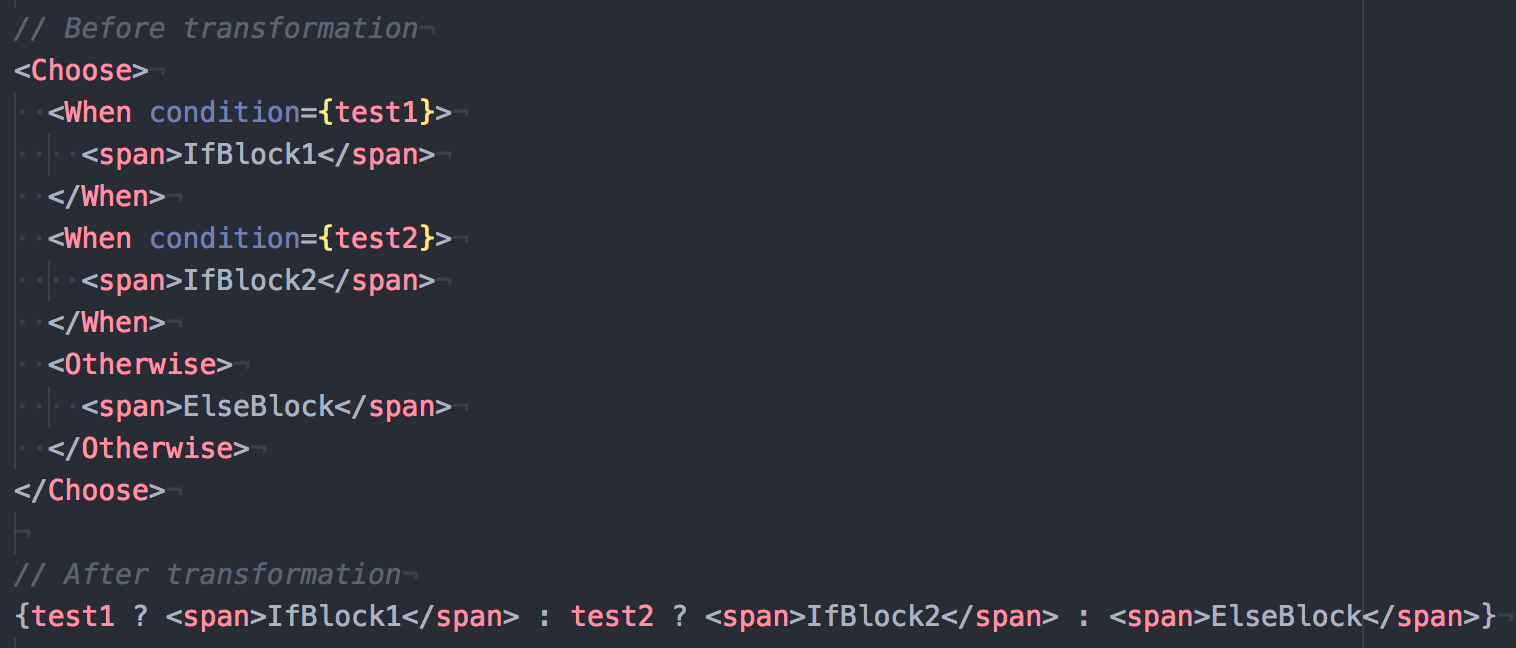 // Before transformation
<Choose>
  <When condition={test1}>
    <span>IfBlock1</span>
  </When>
  <When condition={test2}>
    <span>IfBlock2</span>
  </When>
  <Otherwise>
    <span>ElseBlock</span>
  </Otherwise>
</Choose>

// After transformation
{test1 ? <span>IfBlock1</span> : test2 ? <span>IfBlock2</span> : <span>ElseBlock</span>}